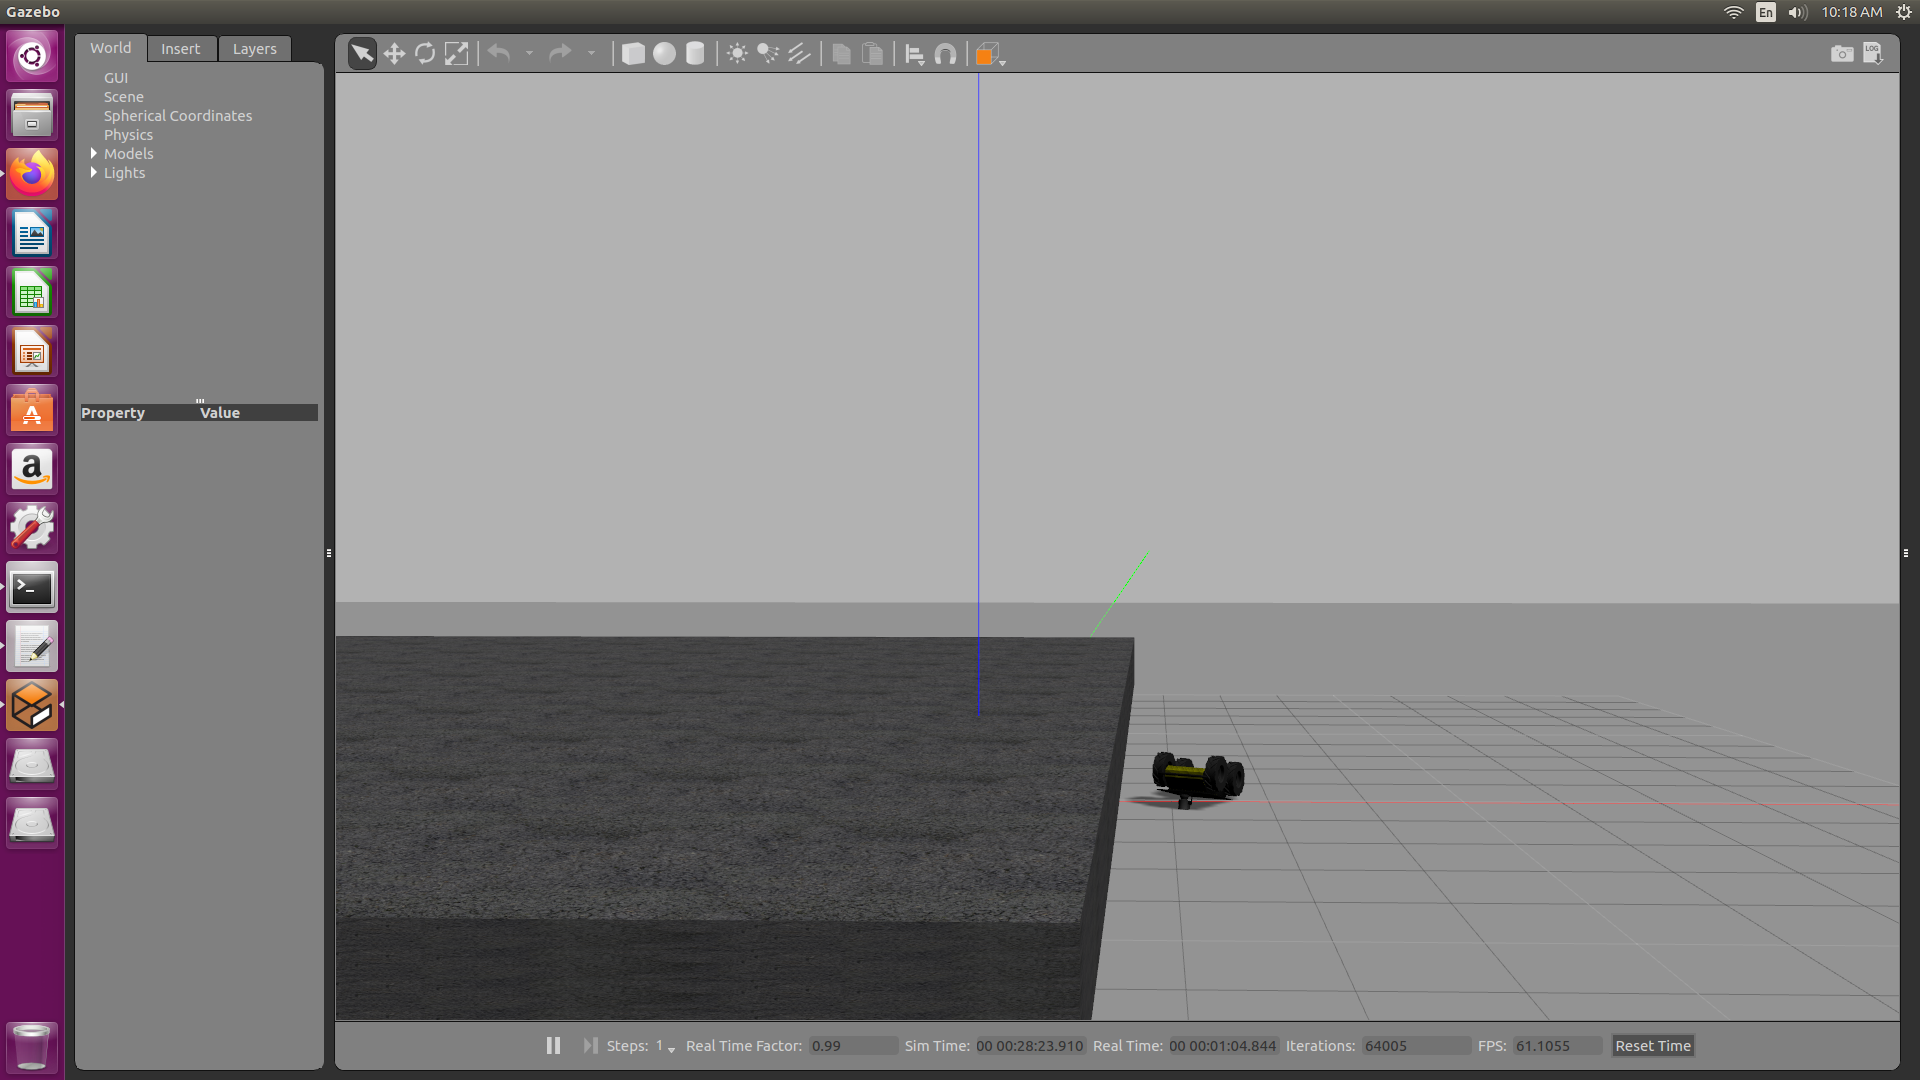 Gazebo
En
10:18 AM
World Insert Layers
LOG
GUI
Scene
Spherical Coordinates
Physics
Models
Lights
Property Value
Steps: 1 Real Time Factor: 0.99 Sim Time: 00 00:28:23.910 Real Time: 00 00:01:04.844 Iterations: 64005 FPS: 61.1055 Reset Time